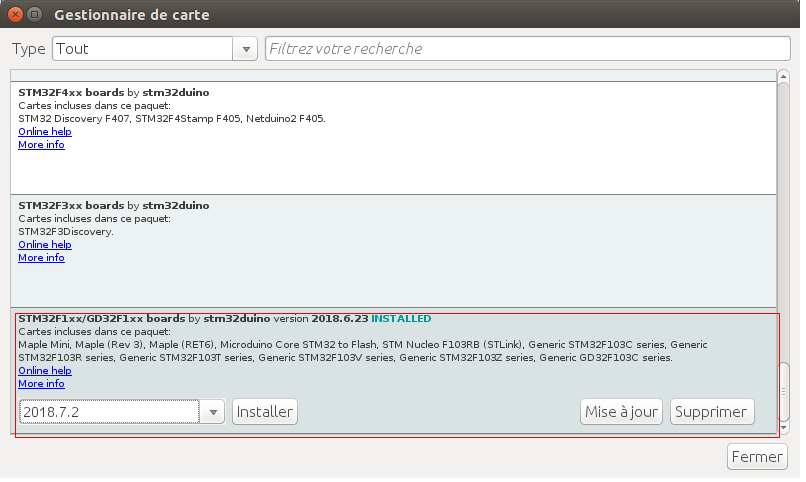 Gestionnaire de carte
Type Tout Filtrez votre recherche
STM32F4xx boards by stm32duino
Cartes incluses dans ce paquet:
STM32 Discovery F407, STM32F4Stamp F405, Netduino2 F405.
Online help
More info
STM32F3xx boards by stm32duino
Cartes incluses dans ce paquet:
STM32F3Discovery.
Online help
More info
STM32F1xx/GD32F1xx boards by stm32duino version 2018.6.23 INSTALLED
Cartes incluses dans ce paquet:
Maple Mini, Maple (Rev 3), Maple (RET6), Microduino Core STM32 to Flash, STM Nucleo F103RB (STLink), Generic STM32F103C series, Generic
STM32F103R series, Generic STM32F103T series, Generic STM32F103V series, Generic STM32F103Z series, Generic GD32F103C series.
Online help
More info
2018.7.2 Installer Mise à jour Supprimer
Fermer